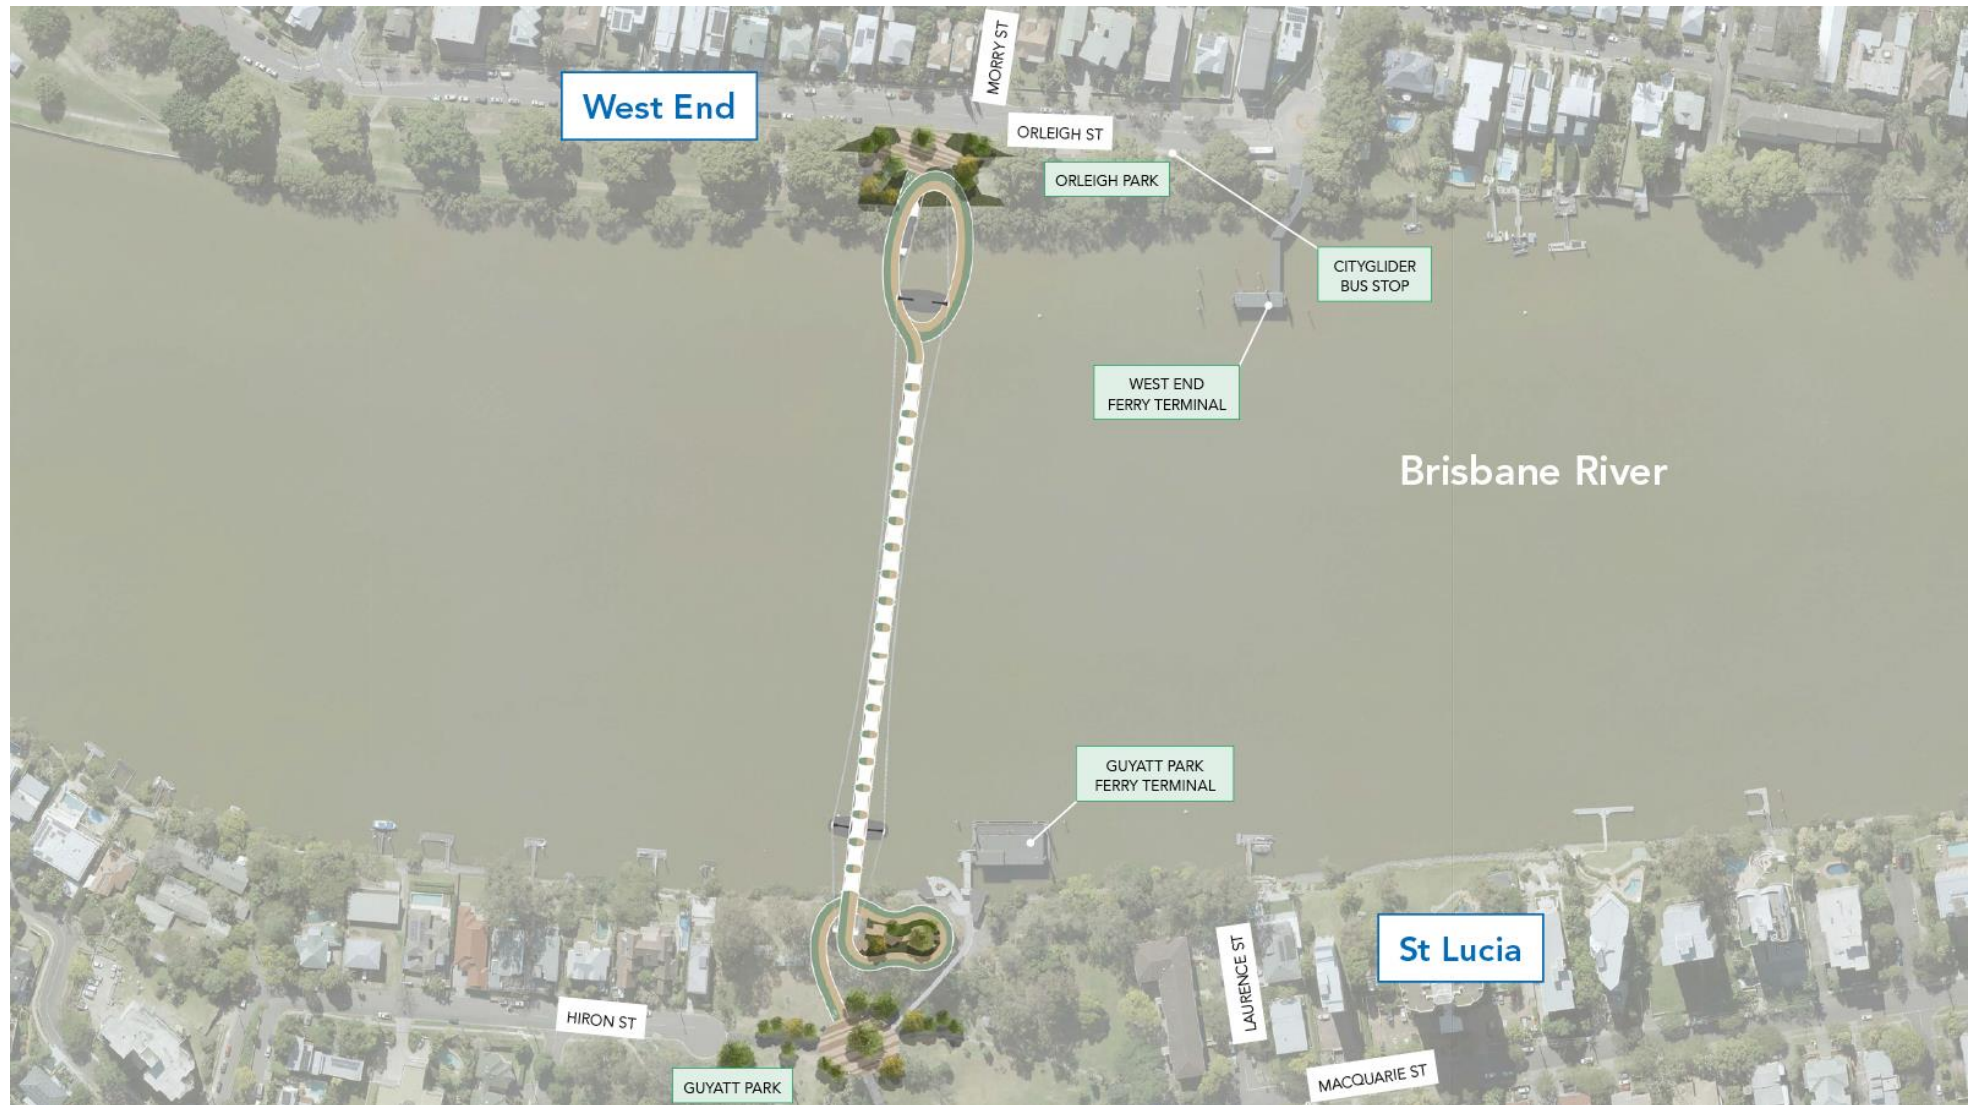 MORRY ST
West End
ORLEIGH ST
ORLEIGH PARK
CITYGLIDER
BUS STOP
WEST END
FERRY TERMINAL
Brisbane River
GUYATT PARK
FERRY TERMINAL
LAURENCE ST
St Lucia
HIRON ST
MACQUARIE ST
GUYATT PARK